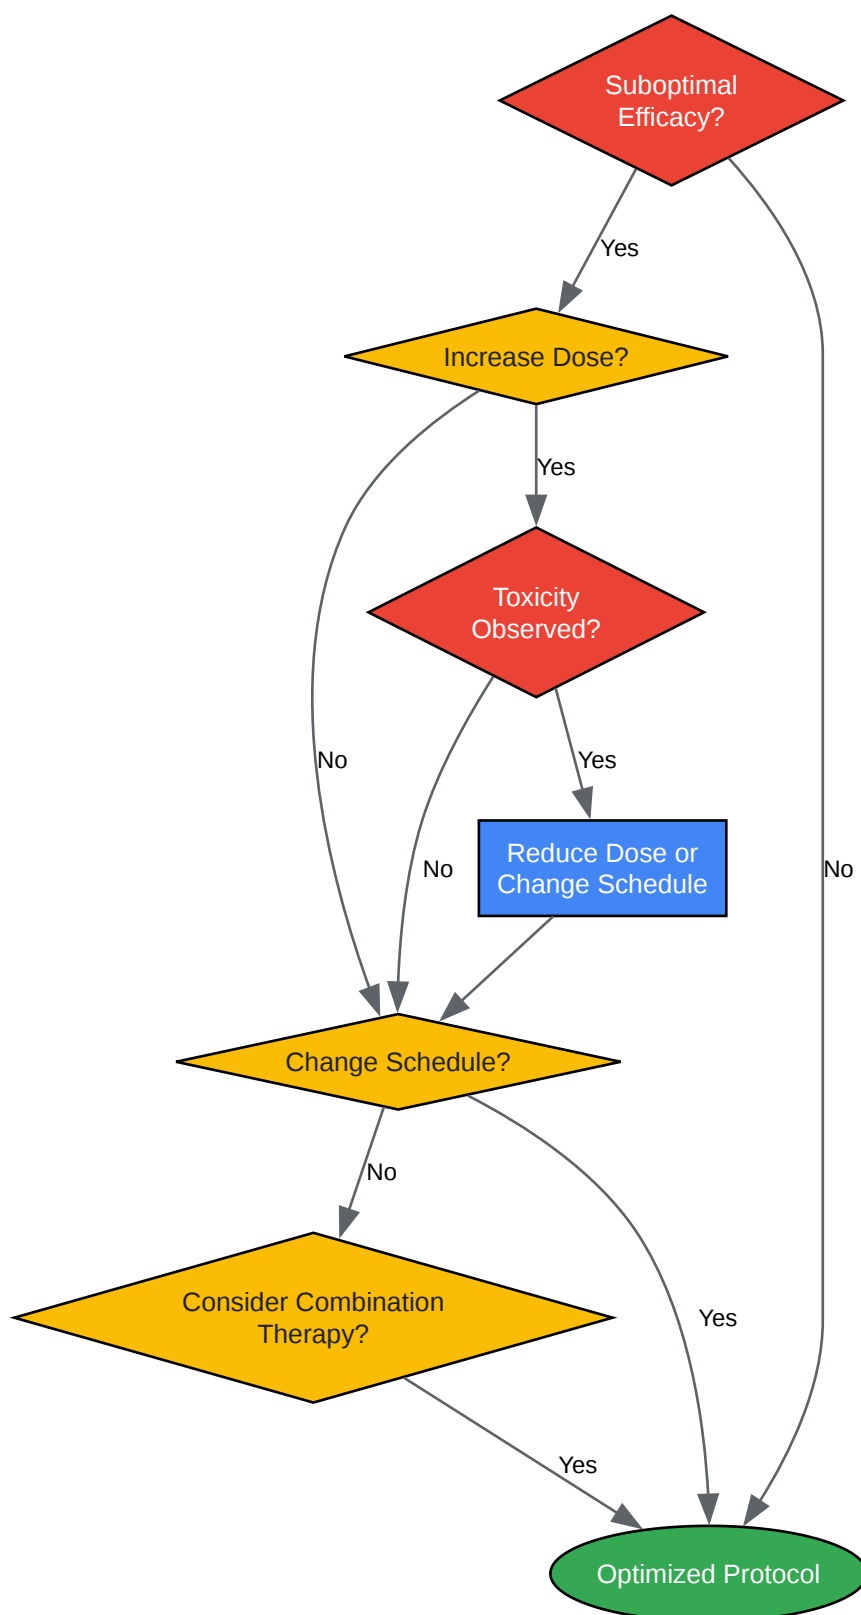 Suboptimal
Efficacy?
Yes
Increase Dose?
Yes
Toxicity
Observed?
No
Yes
Reduce Dose or
Change Schedule
No
No
Change Schedule?
No
Consider Combination
Therapy?
Yes
Yes
Optimized Protocol